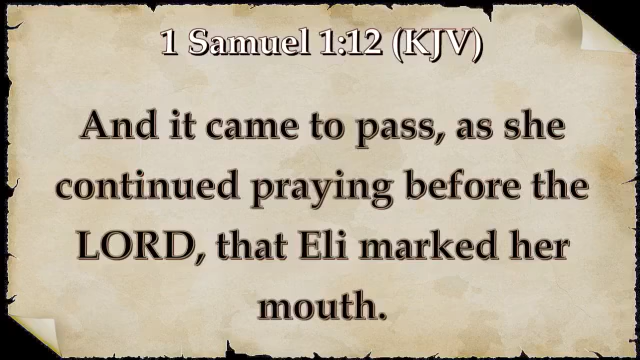 1 Samuel 1:12 (KJV)
And it came to pass, as she
continued praying before the
LORD, that Eli marked her
mouth.